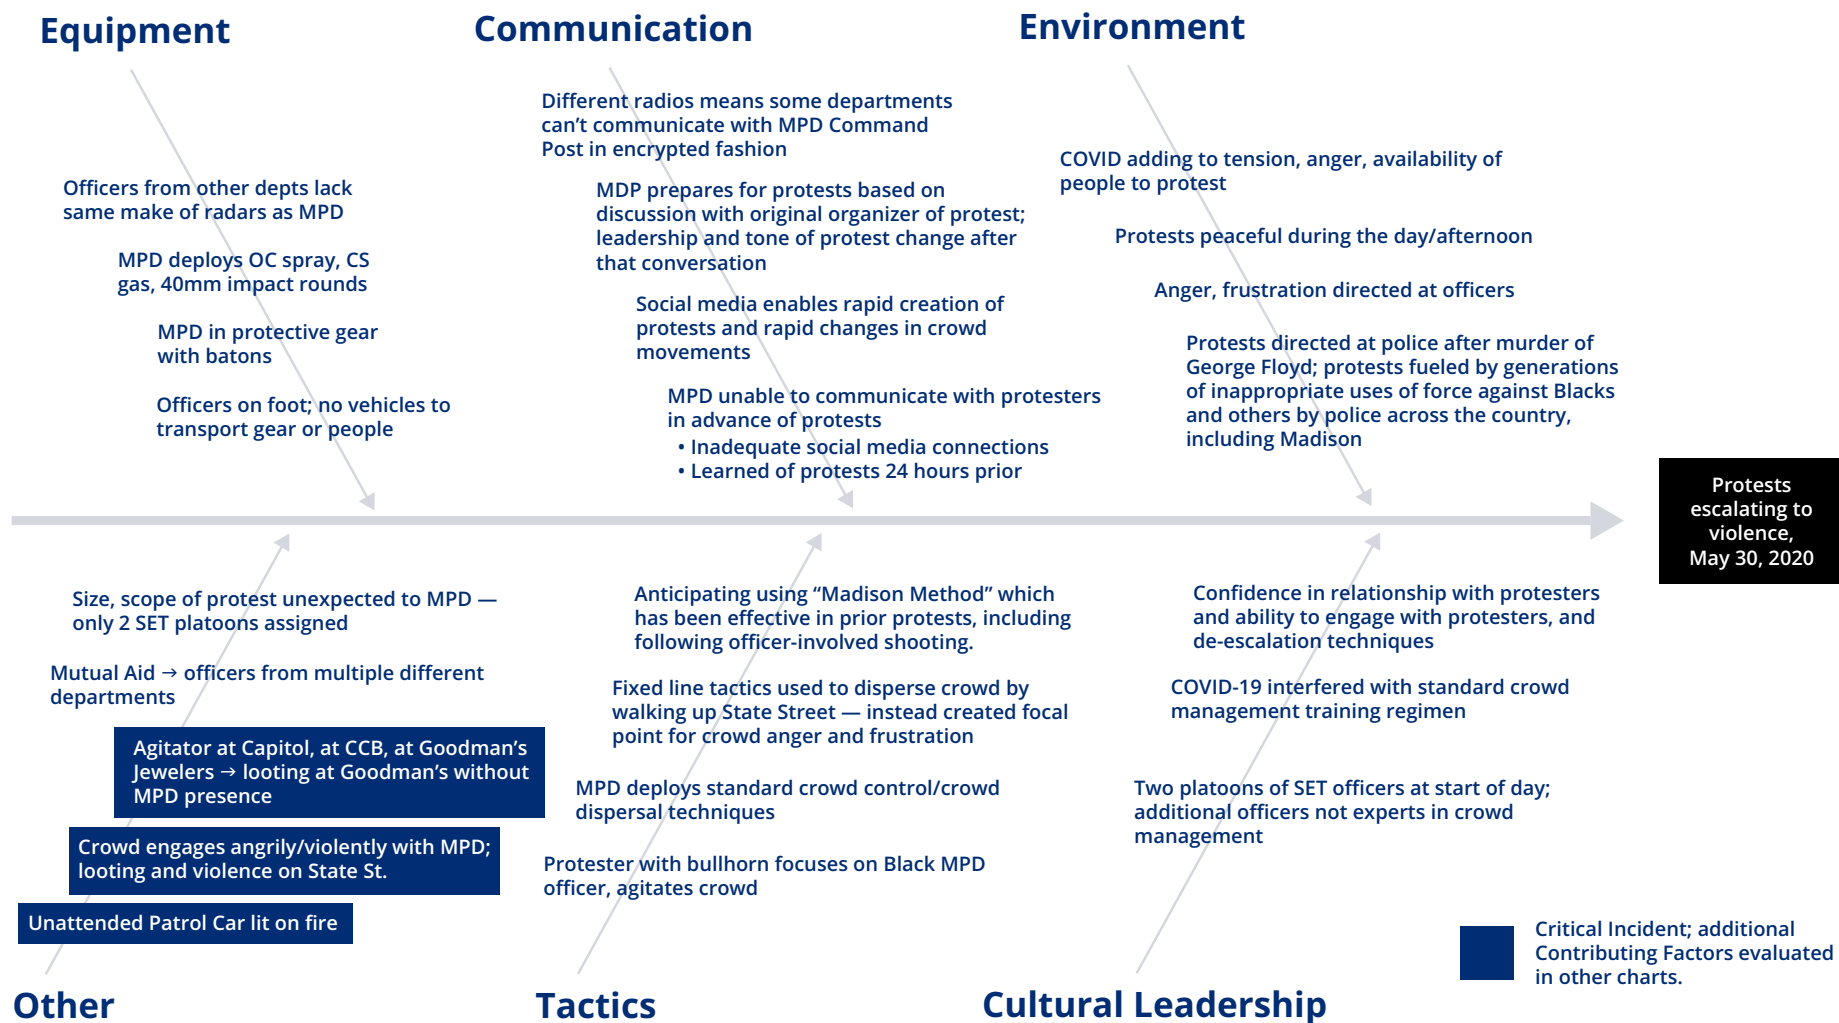 Equipment
Communication
Environment
Different radios means some departments
can’t communicate with MPD Command
Post in encrypted fashion
COVID adding to tension, anger, availability of
people to protest
Officers from other depts lack
same make of radars as MPD
MDP prepares for protests based on
discussion with original organizer of protest;
leadership and tone of protest change after
that conversation
Protests peaceful during the day/afternoon
MPD deploys OC spray, CS
gas, 40mm impact rounds
Anger, frustration directed at officers
Social media enables rapid creation of
protests and rapid changes in crowd
movements
MPD in protective gear
with batons
Protests directed at police after murder of
George Floyd; protests fueled by generations
of inappropriate uses of force against Blacks
and others by police across the country,
including Madison
Officers on foot; no vehicles to
transport gear or people
MPD unable to communicate with protesters
in advance of protests
• Inadequate social media connections
• Learned of protests 24 hours prior
Protests
escalating to
violence,
May 30, 2020
Size, scope of protest unexpected to MPD —
only 2 SET platoons assigned
Anticipating using “Madison Method” which
has been effective in prior protests, including
following officer-involved shooting.
Confidence in relationship with protesters
and ability to engage with protesters, and
de-escalation techniques
Mutual Aid → officers from multiple different
departments
Fixed line tactics used to disperse crowd by
walking up State Street — instead created focal
point for crowd anger and frustration
COVID-19 interfered with standard crowd
management training regimen
Agitator at Capitol, at CCB, at Goodman’s
Jewelers → looting at Goodman’s without
MPD presence
MPD deploys standard crowd control/crowd
dispersal techniques
Two platoons of SET officers at start of day;
additional officers not experts in crowd
management
Crowd engages angrily/violently with MPD;
looting and violence on State St.
Protester with bullhorn focuses on Black MPD
officer, agitates crowd
Unattended Patrol Car lit on fire
Critical Incident; additional
Contributing Factors evaluated
in other charts.
Other
Tactics
Cultural Leadership